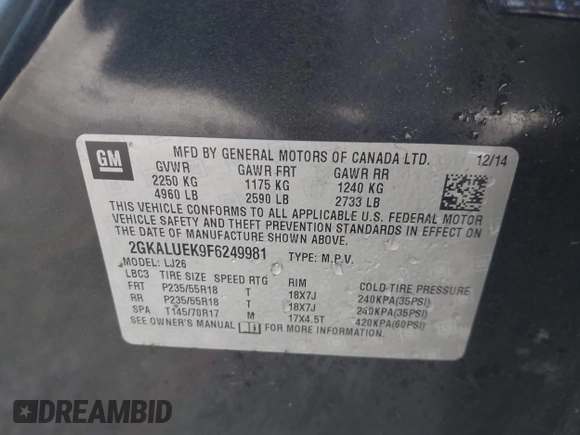 GM
MFD BY GENERAL MOTORS OF CANADA LTD. 12/14
GVWR GAWR FRT GAWR RR
2250 KG 1175 KG 1240 KG
4960 LB 2590 LB 2733 LB
THIS VEHICLE CONFORMS TO ALL APPLICABLE U.S. FEDERAL MOTOR
VEHICLE SAFETY AND THEFT PREVENTION STANDARDS IN EFFECT ON
THE DATE OF MANUFACTURE SHOWN ABOVE.
2GKALUEK9F6249981 TYPE: M.P.V.
MODEL: LJ26
LBC3 TIRE SIZE SPEED RTG RIM COLD TIRE PRESSURE
FRT P235/55R18 T 18X7J 240KPA(35PSI)
RR P235/55R18 T 18X7J 240KPA(35PSI)
SPA T145/70R17 M 17X4.5T 420KPA(60PSI)
SEE OWNER'S MANUAL FOR MORE INFORMATION
DREAMBID